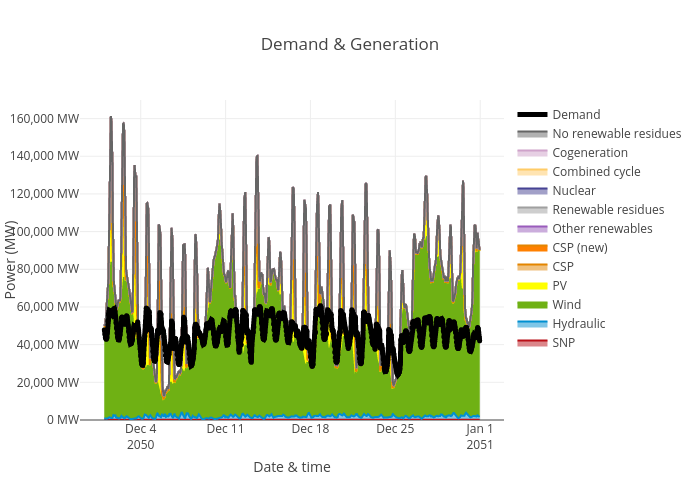 Demand & Generation
160,000 MW
140,000 MW
120,000 MW
100,000 MW
80,000 MW
60,000 MW
40,000 MW
20,000 MW
0 MW
Power (MW)
Dec 4
2050
Dec 11
Dec 18
Dec 25
Jan 1
2051
Date & time
Demand
No renewable residues
Cogeneration
Combined cycle
Nuclear
Renewable residues
Other renewables
CSP (new)
CSP
PV
Wind
Hydraulic
SNP